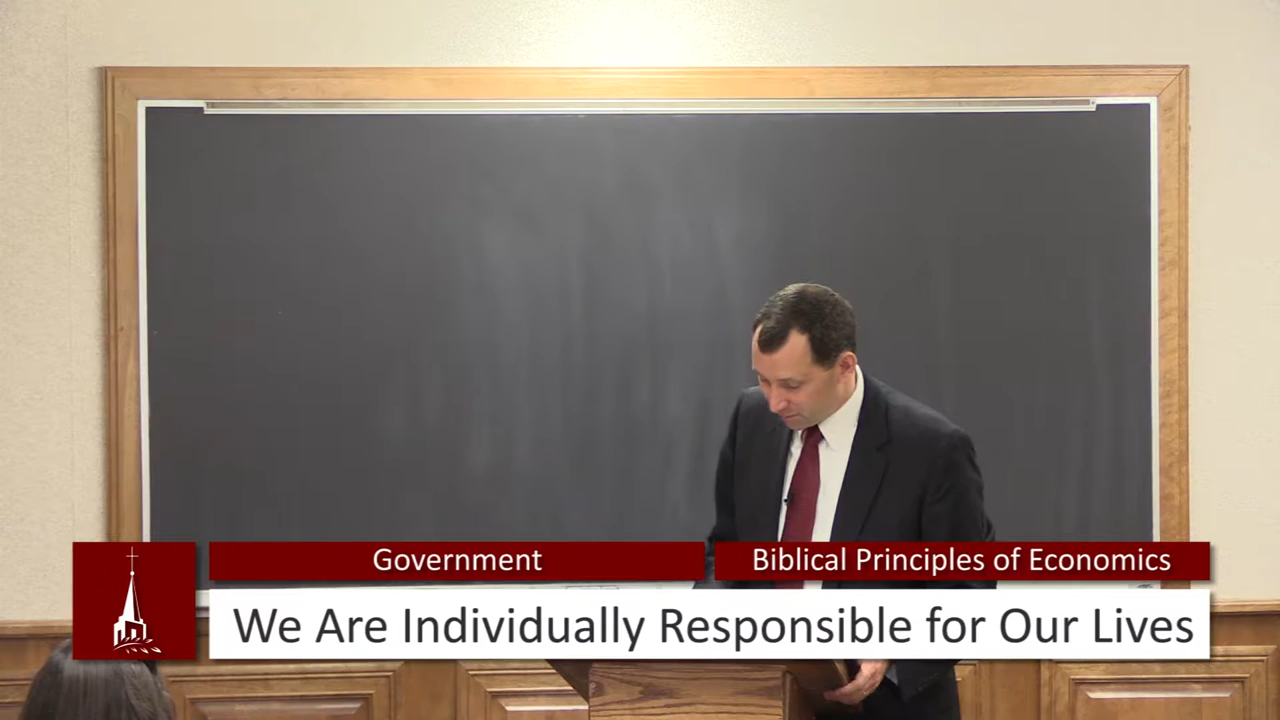 Government
Biblical Principles of Economics
We Are Individually Responsible for Our Lives